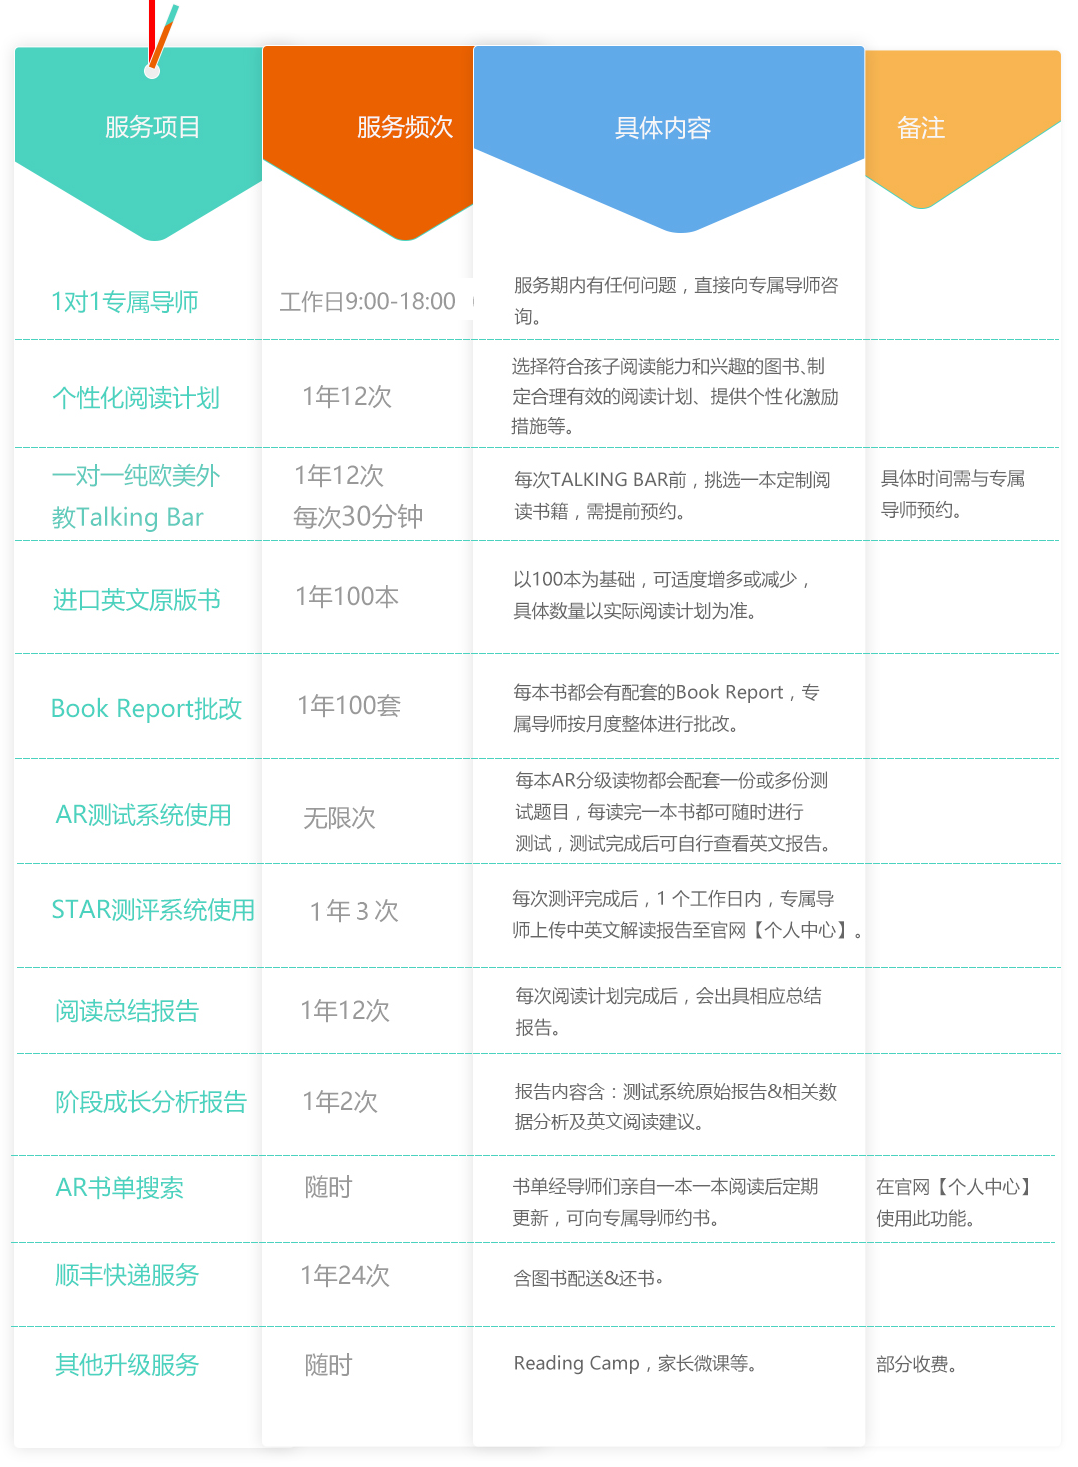 服务项目
服务频次
具体内容
备注
1对1专属导师
工作日9:00-18:00
服务期内有任何问题，直接向专属导师咨
询。
个性化阅读计划
1年12次
选择符合孩子阅读能力和兴趣的图书、制
定合理有效的阅读计划、提供个性化激励
措施等。
一对一纯欧美外
教Talking Bar
1年12次
每次30分钟
每次TALKING BAR前，挑选一本定制阅
读书籍，需提前预约。
具体时间需与专属
导师预约。
进口英文原版书
1年100本
以100本为基础，可适度增多或减少，
具体数量以实际阅读计划为准。
Book Report批改
1年100套
每本书都会有配套的Book Report，专
属导师按月度整体进行批改。
AR测试系统使用
无限次
每本AR分级读物都会配套一份或多份测
试题目，每读完一本书都可随时进行
测试，测试完成后可自行查看英文报告。
STAR测评系统使用
1 年 3 次
每次测评完成后，1 个工作日内，专属导
师上传中英文解读报告至官网【个人中心】。
阅读总结报告
1年12次
每次阅读计划完成后，会出具相应总结
报告。
阶段成长分析报告
1年2次
报告内容含：测试系统原始报告&相关数
据分析及英文阅读建议。
AR书单搜索
随时
书单经导师们亲自一本一本阅读后定期
更新，可向专属导师约书。
在官网【个人中心】
使用此功能。
顺丰快递服务
1年24次
含图书配送&还书。
其他升级服务
随时
Reading Camp，家长微课等。
部分收费。